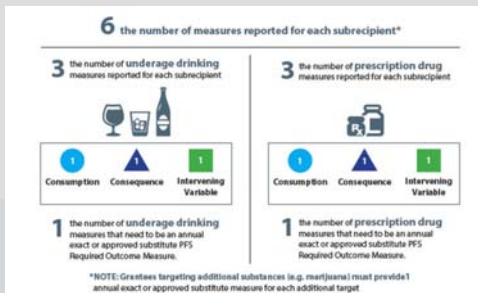 6 the number of measures reported for each subrecipient*
3 the number of underage drinking
measures reported for each subrecipient
1
1
1
Consumption
Consequence
Intervening
Variable
1 the number of underage drinking
measures that need to be an annual
exact or approved substitute PFS
Required Outcome Measure.
3 the number of prescription drug
measures reported for each subrecipient
Rx
1
1
1
Consumption
Consequence
Intervening
Variable
1 the number of prescription drug
measures that need to be an annual
exact or approved substitute PFS
Required Outcome Measure.
*NOTE: Grantees targeting additional substances (e.g. marijuana) must provide1
annual exact or approved substitute measure for each additional target